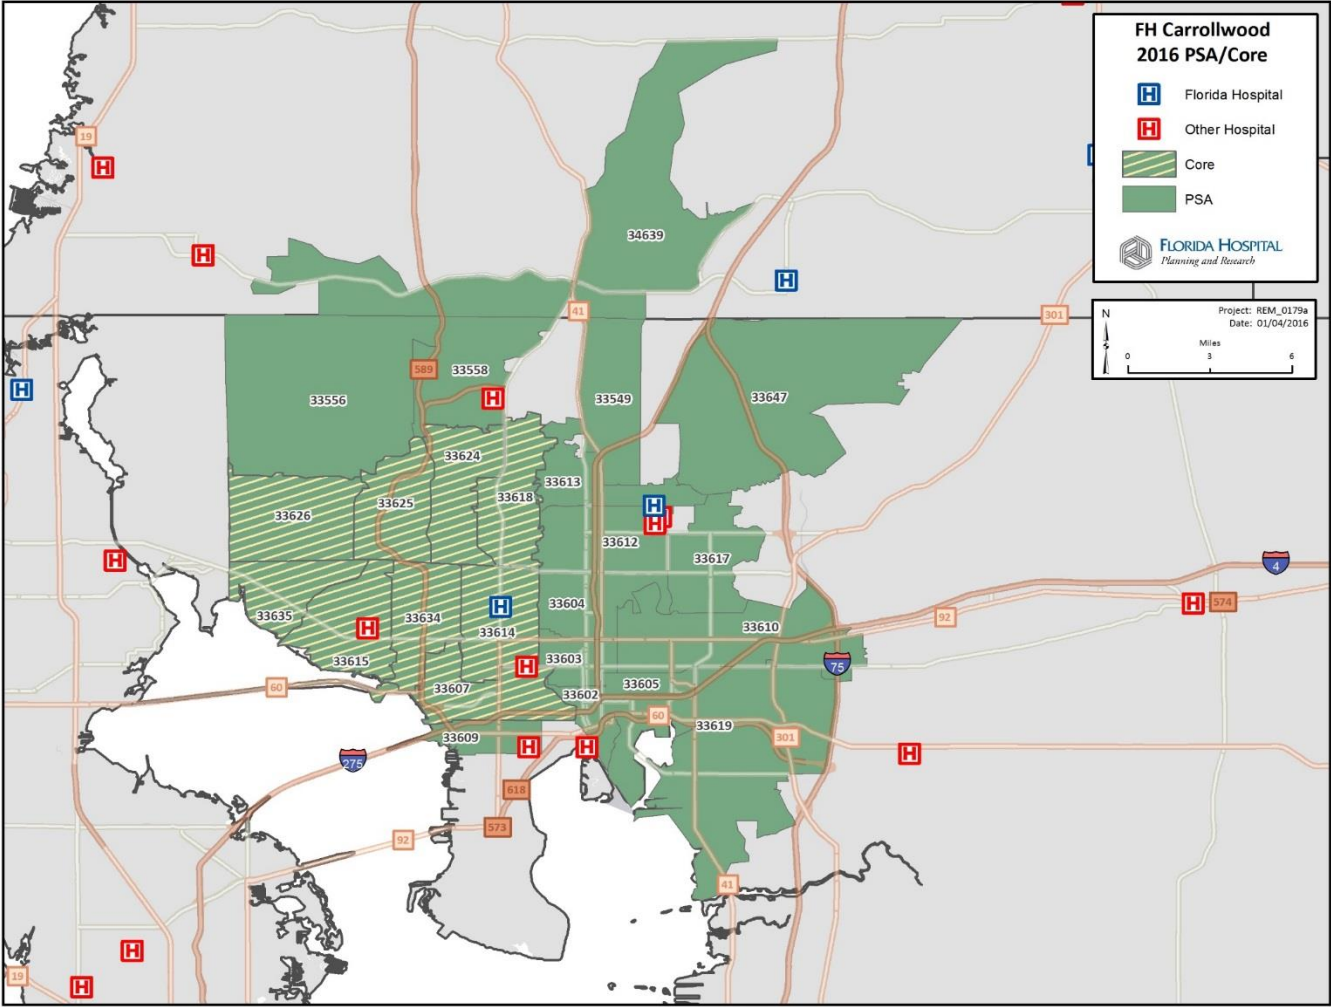 FH Carrollwood
2016 PSA/Core
H Florida Hospital
H Other Hospital
Core
PSA
FLORIDA HOSPITAL
Planning and Research
N
Project: REM_0179a
Date: 01/04/2016
Miles
0 3 6
19
H
H
34639
H
41
301
H
589
33558
33556
H
33549
33647
33624
33613
33618
33625
H
33626
H
33612
33617
H
4
33604
H
574
33635
H
33634
H
33614
33610
92
33603
33615
H
75
60
33607
33602
33605
60
33619
33609
H
H
301
H
275
618
573
92
41
H
19
H